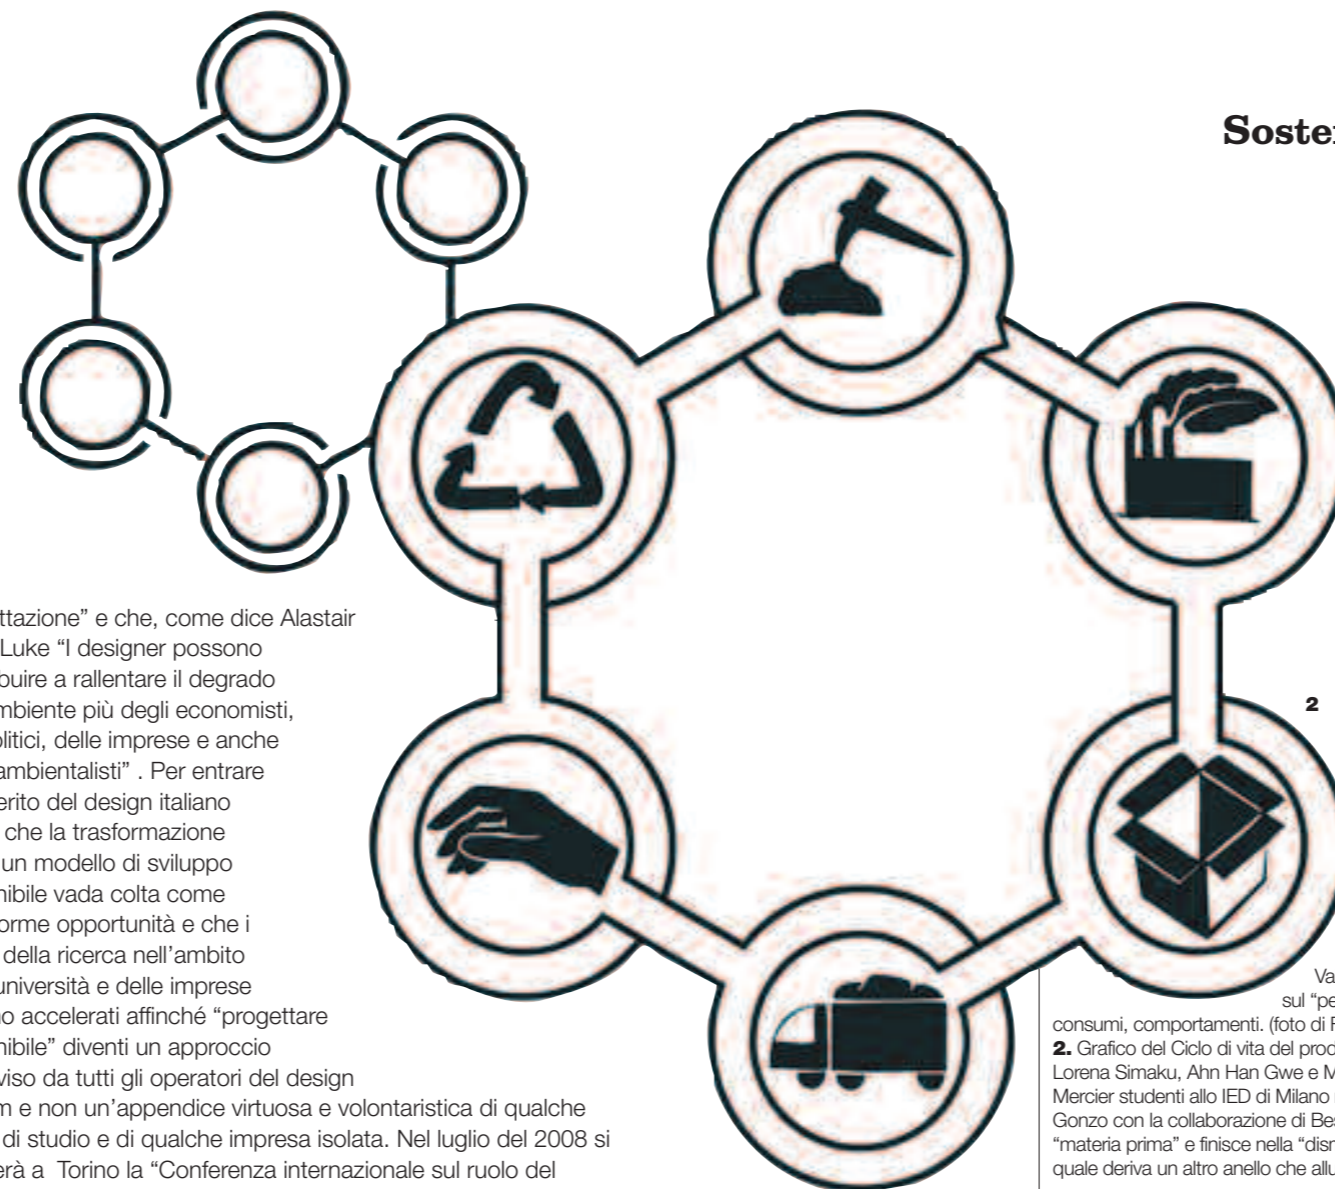 Soste
ttazione” e che, come dice Alastair
Luke “I designer possono
buire a rallentare il degrado
mbiente più degli economisti,
olitici, delle imprese e anche
ambientalisti” . Per entrare
erito del design italiano
che la trasformazione
un modello di sviluppo
nibile vada colta come
orme opportunità e che i
della ricerca nell’ambito
università e delle imprese
no accelerati affinché “progettare
nibile” diventi un approccio
viso da tutti gli operatori del design
m e non un’appendice virtuosa e volontaristica di qualche
di studio e di qualche impresa isolata. Nel luglio del 2008 si
erà a Torino la “Conferenza internazionale sul ruolo del
2
Va
sul “pe
consumi, comportamenti. (foto di F
2. Grafico del Ciclo di vita del prod
Lorena Simaku, Ahn Han Gwe e M
Mercier studenti allo IED di Milano
Gonzo con la collaborazione di Bes
“materia prima” e finisce nella “disn
quale deriva un altro anello che allu